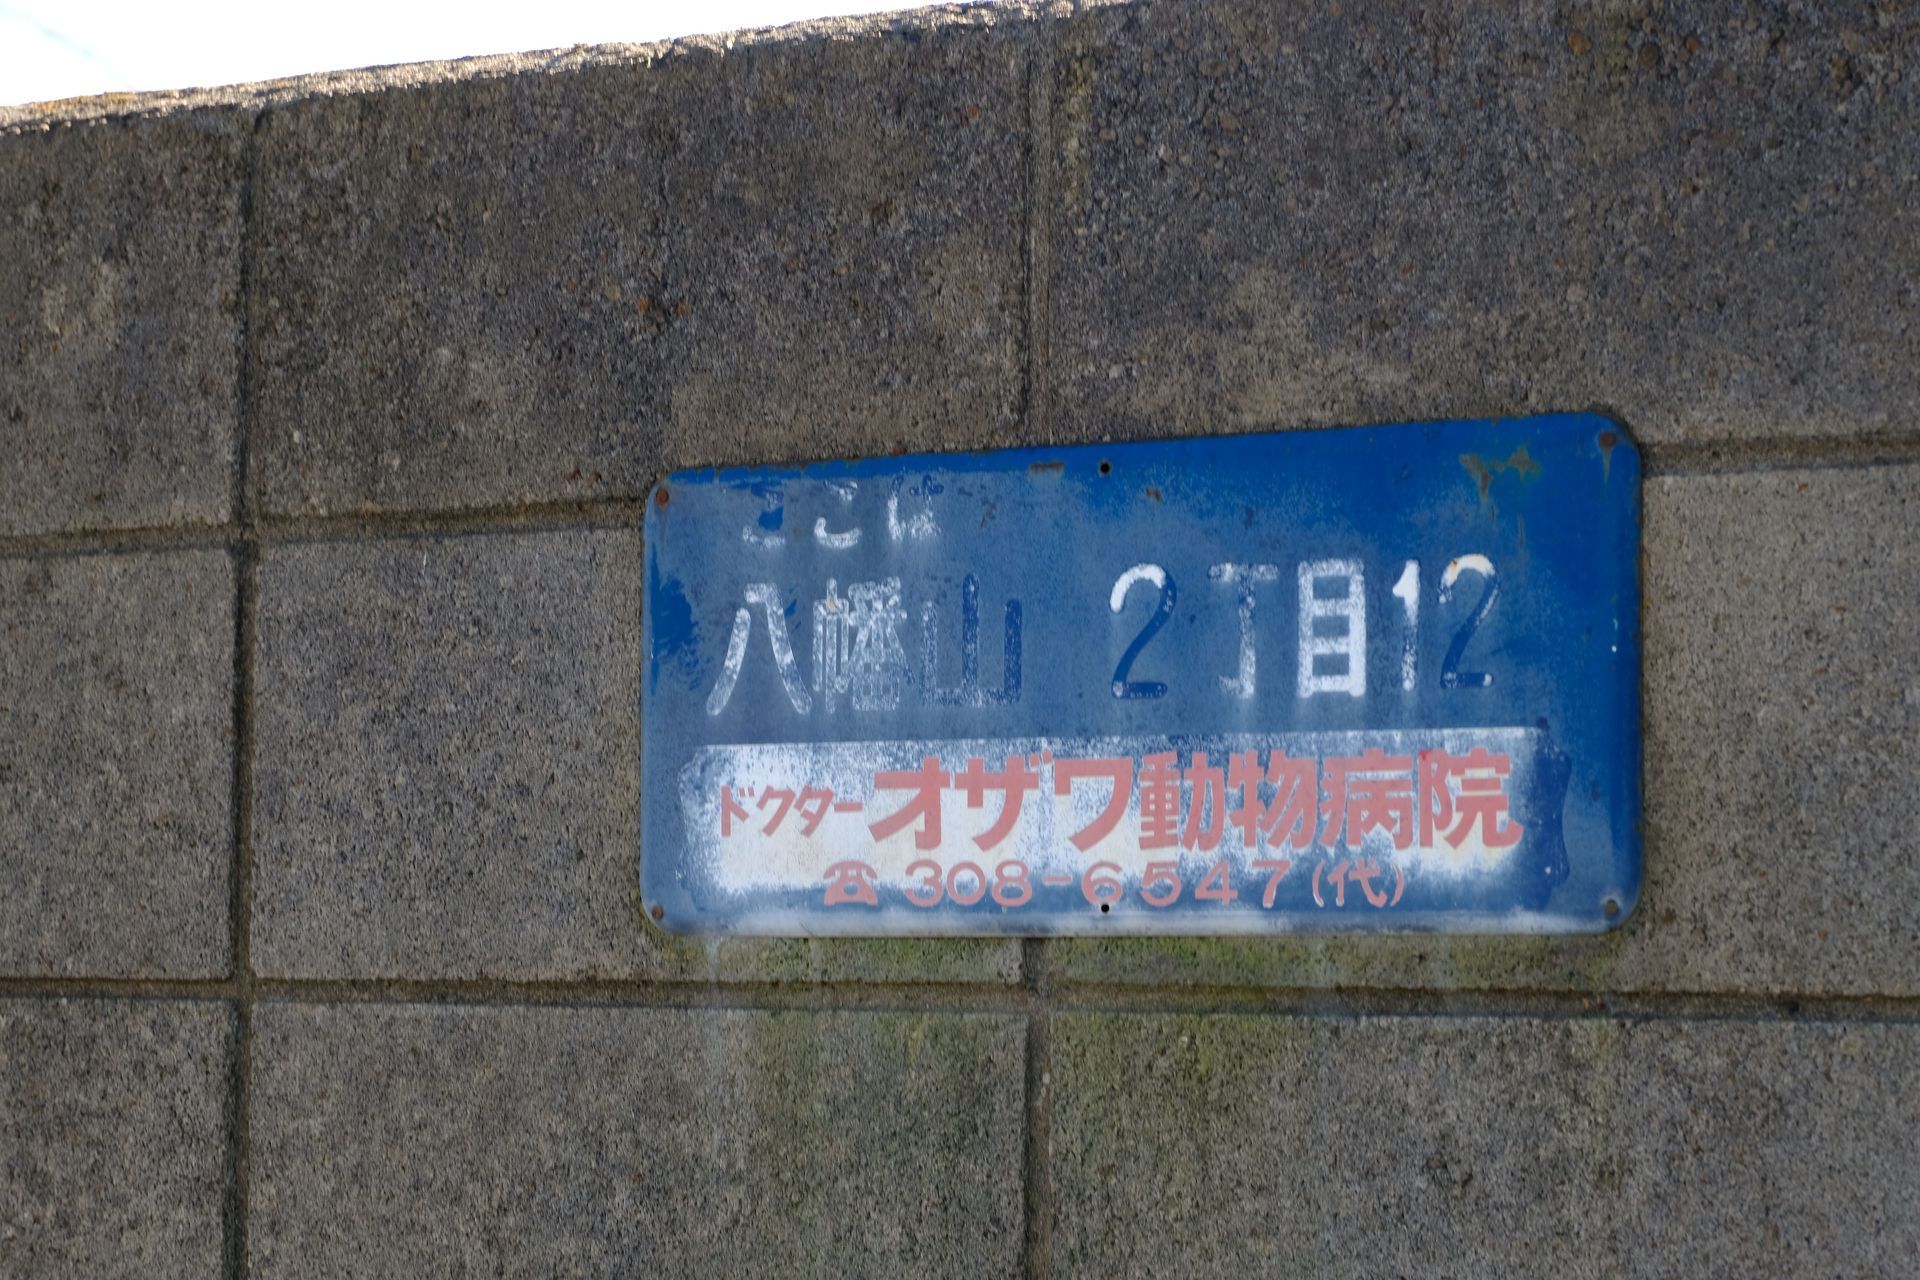 ここは
八幡山 2丁目12
ドクターオザワ動物病院
☎308-6547(代)